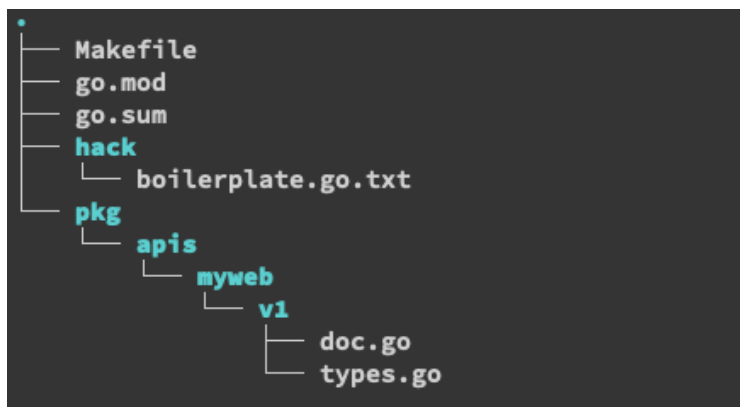 .
├── Makefile
├── go.mod
├── go.sum
├── hack
│   └── boilerplate.go.txt
└── pkg
    └── apis
        └── myweb
            └── v1
                ├── doc.go
                └── types.go